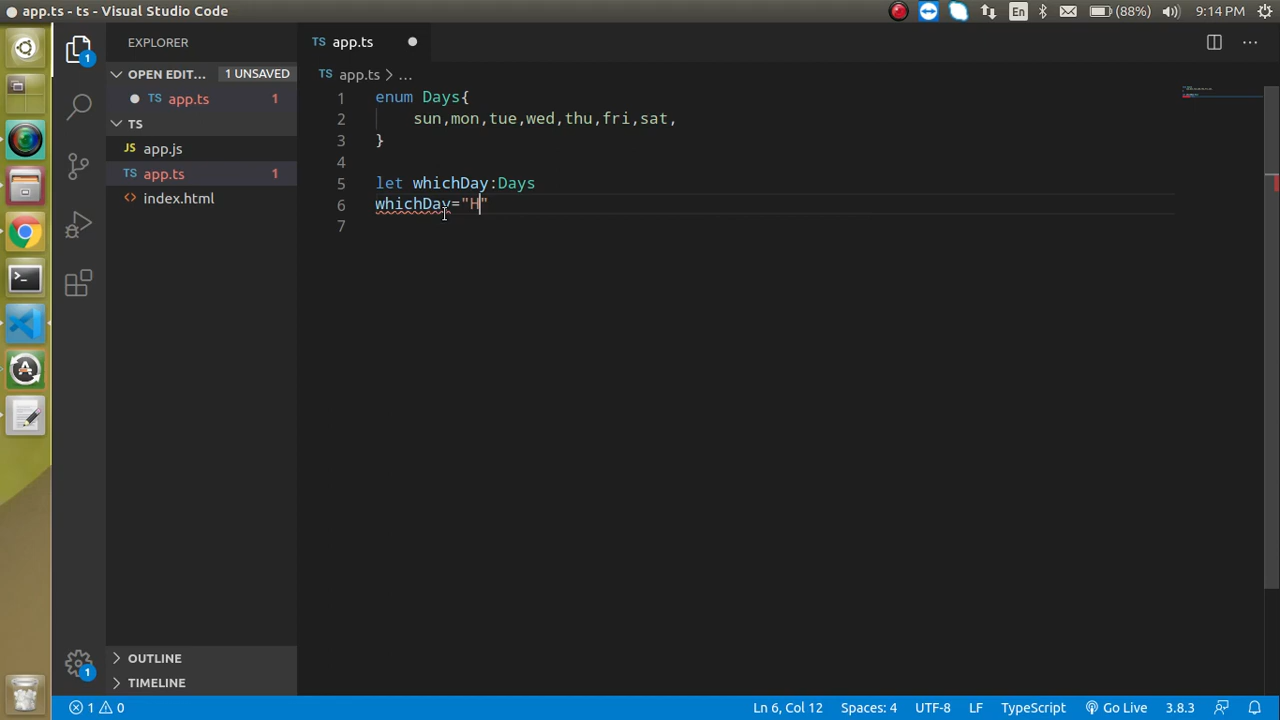 app.ts - ts - Visual Studio Code
En
(88%)
9:14 PM
EXPLORER
TS app.ts
OPEN EDIT... 1 UNSAVED
TS app.ts 1
TS
JS app.js
TS app.ts 1
<> index.html
1
TS app.ts > ...
1 enum Days{
2 sun,mon,tue,wed,thu,fri,sat,
3 }
4
5 let whichDay:Days
6 whichDay="H"
7
OUTLINE
TIMELINE
1
1 0
Ln 6, Col 12
Spaces: 4
UTF-8
LF
TypeScript
Go Live
3.8.3